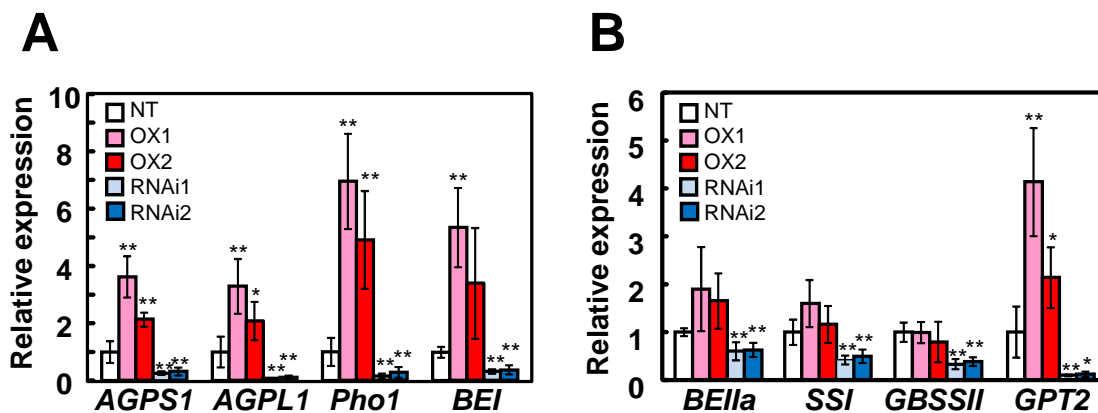 A
Relative expression
10
8
6
4
2
0
NT
OX1
OX2
RNAi1
RNAi2
** ** ** * ** ** ** ** ** ** ** ** **
AGPS1 AGPL1 Pho1 BEI
B
Relative expression
6
5
4
3
2
1
0
NT
OX1
OX2
RNAi1
RNAi2
** ** ** ** ** ** ** * ** *
BEIIa SSI GBSSII GPT2